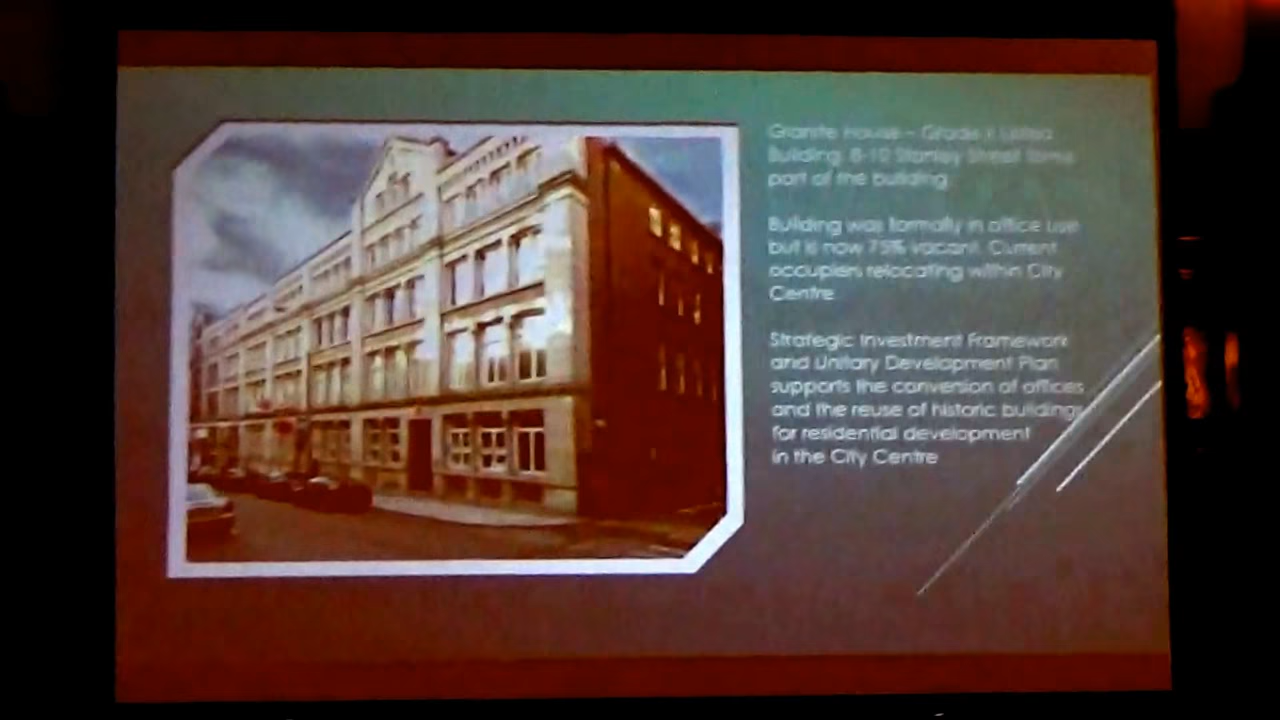 Granite House – Grade II Listed
Building. 8-10 Stanley Street forms
part of the building
Building was formally in office use
but is now 75% vacant. Current
occupiers relocating within City
Centre
Strategic Investment Framework
and Unitary Development Plan
supports the conversion of offices
and the reuse of historic buildings
for residential development
in the City Centre